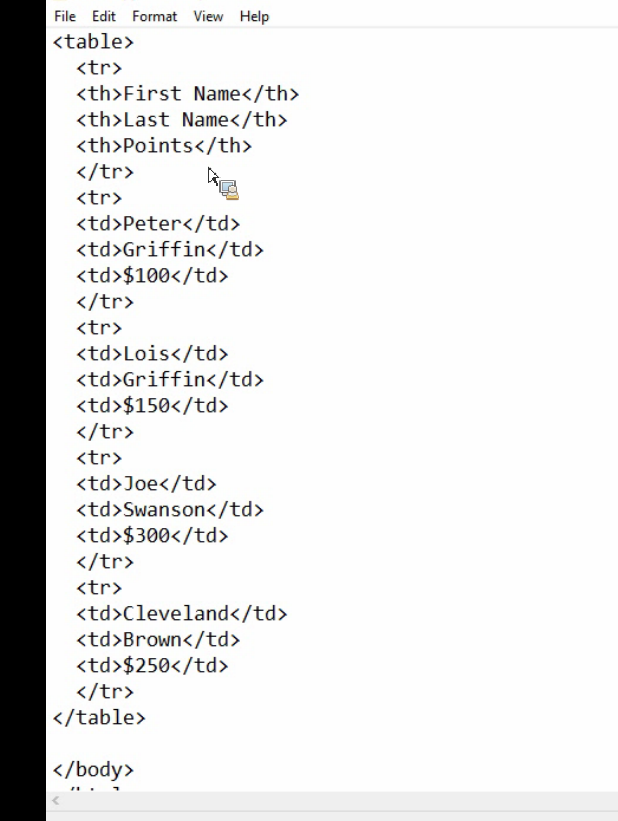 File Edit Format View Help
<table>
<tr>
<th>First Name</th>
<th>Last Name</th>
<th>Points</th>
</tr>
<tr>
<td>Peter</td>
<td>Griffin</td>
<td>$100</td>
</tr>
<tr>
<td>Lois</td>
<td>Griffin</td>
<td>$150</td>
</tr>
<tr>
<td>Joe</td>
<td>Swanson</td>
<td>$300</td>
</tr>
<tr>
<td>Cleveland</td>
<td>Brown</td>
<td>$250</td>
</tr>
</table>
</body>